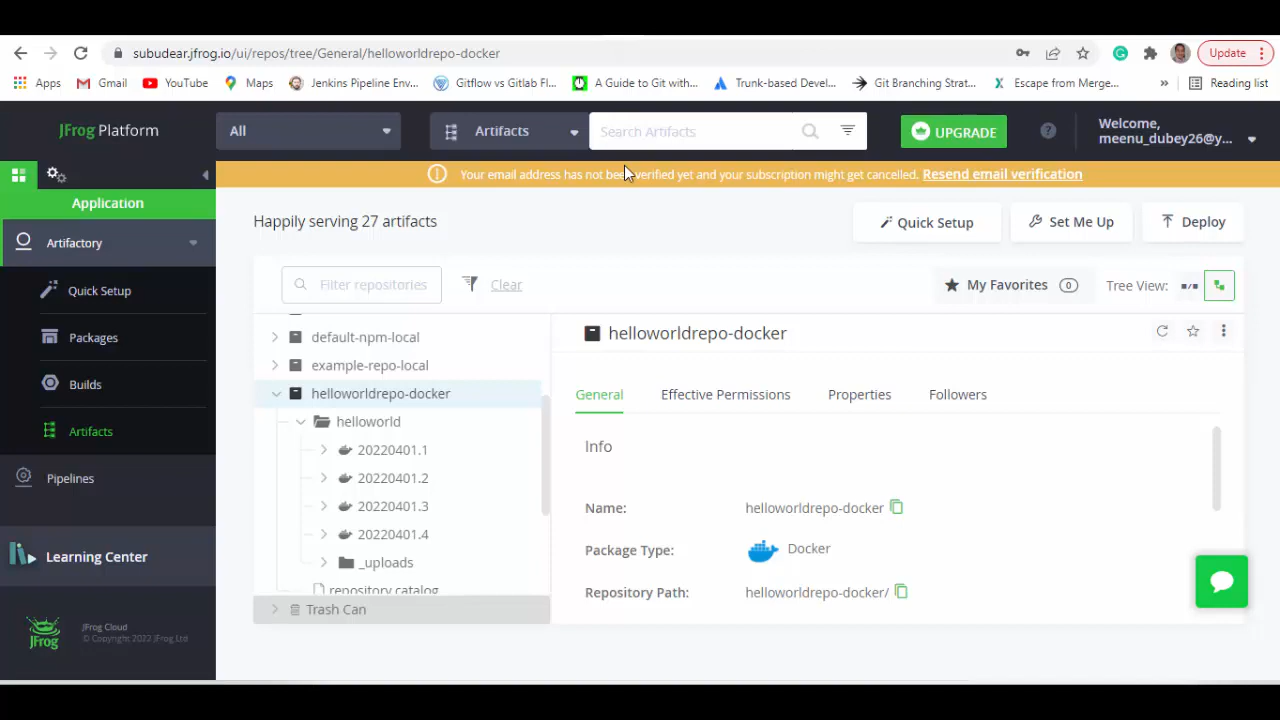 subudear.jfrog.io/ui/repos/tree/General/helloworldrepo-docker
Update
Apps
Gmail
YouTube
Maps
Jenkins Pipeline Env...
Gitflow vs Gitlab Fl...
A Guide to Git with...
Trunk-based Devel...
Git Branching Strat...
Escape from Merge...
»
Reading list
JFrog Platform
All
Artifacts
Search Artifacts
UPGRADE
Welcome,
meenu_dubey26@y...
Your email address has not been verified yet and your subscription might get cancelled. Resend email verification
Application
Happily serving 27 artifacts
Quick Setup
Set Me Up
Deploy
Artifactory
Filter repositories
Clear
My Favorites 0
Tree View:
Quick Setup
default-npm-local
helloworldrepo-docker
Packages
example-repo-local
Builds
helloworldrepo-docker
General
Effective Permissions
Properties
Followers
helloworld
Artifacts
20220401.1
Info
Pipelines
20220401.2
20220401.3
Name:
helloworldrepo-docker
20220401.4
Package Type:
Docker
Learning Center
_uploads
repository.catalog
Repository Path:
helloworldrepo-docker/
Trash Can
JFrog
JFrog Cloud
© Copyright 2022 JFrog Ltd